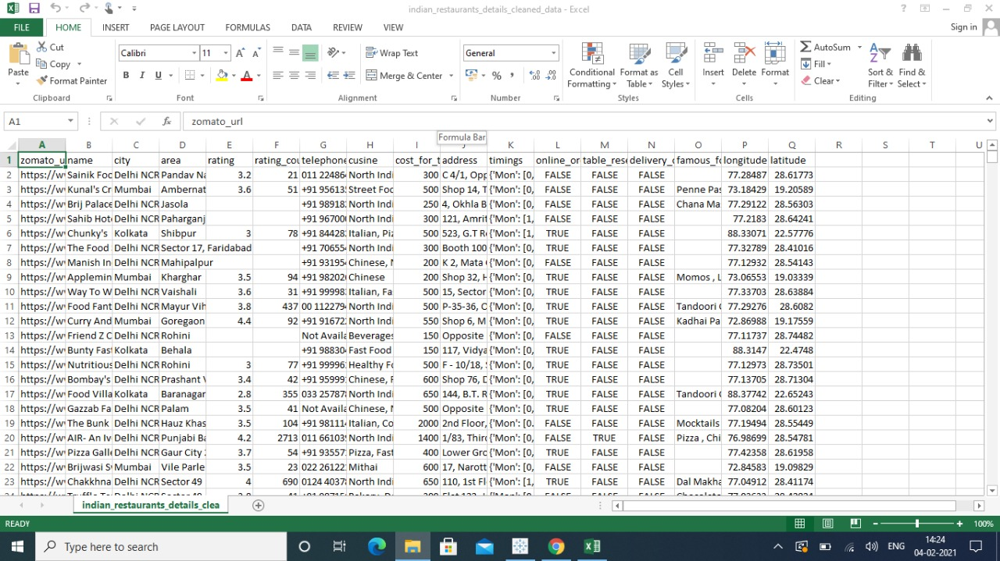 indian_restaurants_details_cleaned_data - Excel
FILE HOME INSERT PAGE LAYOUT FORMULAS DATA REVIEW VIEW Sign in
Paste Cut Copy Format Painter Clipboard
Calibri 11 B I U A Font
Wrap Text Merge & Center Alignment
General % Number
Conditional Formatting Format as Table Cell Styles Styles
Insert Delete Format Cells
AutoSum Fill Clear Sort & Filter Find & Select Editing
A1 fx zomato_url
Formula Bar
A B C D E F G H I J K L M N O P Q R S T U
1 zomato_u name city area rating rating_cou telephone cusine cost_for_t address timings online_or table_rese delivery_o famous_fo longitude latitude
2 https://w Sainik Foo Delhi NCR Pandav Na 3.2 21 011 22486 North Indi 300 C 4/1, Opp {'Mon': [0, FALSE FALSE FALSE 77.28487 28.61773
3 https://w Kunal's Cr Mumbai Ambernat 3.6 51 +91 95613 Street Foo 500 Shop 14, T {'Mon': [0, FALSE FALSE FALSE Penne Pas 73.18429 19.20589
4 https://w Brij Palace Delhi NCR Jasola +91 98918 North Indi 250 4, Okhla B {'Mon': [0, FALSE FALSE FALSE Chana Ma 77.29122 28.56303
5 https://w Sahib Hote Delhi NCR Paharganj +91 96700 North Indi 300 121, Amrit {'Mon': [1, FALSE FALSE FALSE 77.2183 28.64241
6 https://w Chunky's Kolkata Shibpur 3 78 +91 84428 Italian, Piz 500 523, G.T R {'Mon': [0, TRUE FALSE FALSE 88.33071 22.57776
7 https://w The Food Delhi NCR Sector 17, Faridabad +91 70655 North Indi 300 Booth 100 {'Mon': [0, TRUE FALSE FALSE 77.32789 28.41016
8 https://w Manish In Delhi NCR Mahipalpur +91 93195 Chinese, 200 K 2, Mata {'Mon': [0, FALSE FALSE FALSE 77.12932 28.54143
9 https://w Applemin Mumbai Kharghar 3.5 94 +91 98202 Chinese 200 Shop 32, {'Mon': [0, TRUE FALSE FALSE Momos , L 73.06553 19.03339
10 https://w Way To W Delhi NCR Vaishali 3.6 31 +91 99998 Italian, Fa 500 15, Sector {'Mon': [0, TRUE FALSE FALSE 77.33703 28.63884
11 https://w Food Fant Delhi NCR Mayur Vih 3.8 437 00 112279 North Indi 500 P-35-36, {'Mon': [0, TRUE FALSE FALSE Tandoori 77.29276 28.6082
12 https://w Curry And Mumbai Goregaon 4.4 92 +91 91672 North Indi 550 Shop 6, M {'Mon': [0, TRUE FALSE FALSE Kadhai Pa 72.86988 19.17559
13 https://w Friend Z C Delhi NCR Rohini Not Availa Beverages 150 Opposite {'Mon': [0, FALSE FALSE FALSE 77.11737 28.74482
14 https://w Bunty Fast Kolkata Behala +91 98830 Fast Food 150 117, Vidya {'Mon': [0, TRUE FALSE FALSE 88.3147 22.4748
15 https://w Nutritious Delhi NCR Rohini 3 77 +91 99996 Healthy F 500 F - 10/18, {'Mon': [0, TRUE FALSE FALSE 77.12973 28.73501
16 https://w Bombay's Delhi NCR Prashant 3.4 42 +91 95999 Chinese, 600 Shop 76, {'Mon': [0, TRUE FALSE FALSE 77.13705 28.71304
17 https://w Food Villa Kolkata Baranagar 2.8 355 033 25787 North Indi 650 144, B.T. R {'Mon': [0, TRUE FALSE FALSE Tandoori 88.37742 22.65243
18 https://w Gazzab Fa Delhi NCR Palam 3.5 41 Not Availa Chinese, 500 Opposite {'Mon': [0, TRUE FALSE FALSE 77.08204 28.60123
19 https://w The Bunk Delhi NCR Hauz Khas 3.5 104 +91 98111 Italian, Co 2000 2nd Floor, {'Mon': [0. FALSE FALSE FALSE Mocktails 77.19494 28.55449
20 https://w AIR- An Iv Delhi NCR Punjabi Ba 4.2 2713 011 66103 North Indi 1400 1/83, Third {'Mon': [0, FALSE TRUE FALSE Pizza , Chi 76.98699 28.54781
21 https://w Pizza Galle Delhi NCR Gaur City 3.7 54 +91 93557 Pizza, Fast 400 Lower Gro {'Mon': [0, TRUE FALSE FALSE 77.42358 28.61958
22 https://w Brijwasi S Mumbai Vile Parle 3.5 23 022 26122 Mithai 600 17, Narott {'Mon': [0, FALSE FALSE FALSE 72.84583 19.09829
23 https://w Chakkhna Delhi NCR Sector 49 4 690 0124 4037 North Indi 650 110, 1st Fl {'Mon': [1, TRUE FALSE FALSE Dal Makha 77.04912 28.41174
indian_restaurants_details_clea
READY 100%
Type here to search ENG 14:24
04-02-2021